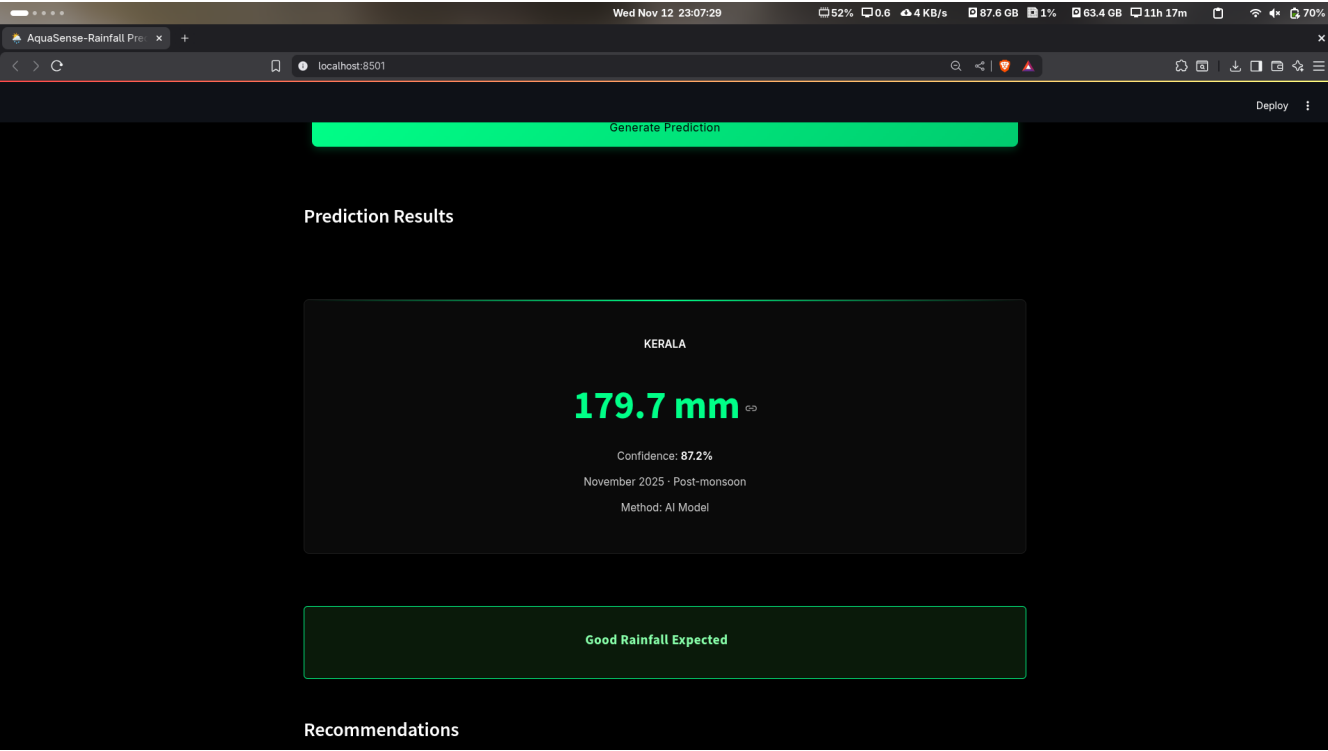 Wed Nov 12 23:07:29
52% 0.6 4 KB/s 87.6 GB 1% 63.4 GB 11h 17m 70%
AquaSense-Rainfall Pre
localhost:8501
Deploy
Generate Prediction
Prediction Results
KERALA
179.7 mm
Confidence: 87.2%
November 2025 · Post-monsoon
Method: AI Model
Good Rainfall Expected
Recommendations